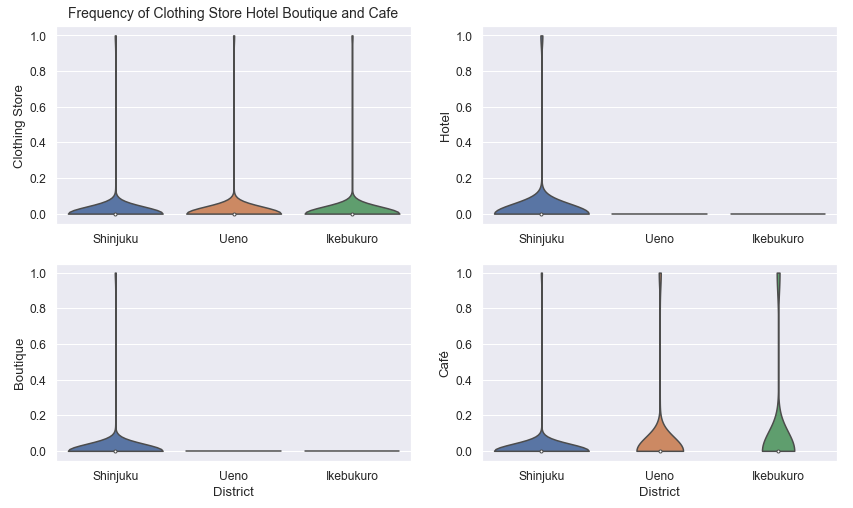 Frequency of Clothing Store Hotel Boutique and Cafe
Clothing Store
1.0
0.8
0.6
0.4
0.2
0.0
Shinjuku Ueno Ikebukuro
Hotel
1.0
0.8
0.6
0.4
0.2
0.0
Shinjuku Ueno Ikebukuro
Boutique
1.0
0.8
0.6
0.4
0.2
0.0
Shinjuku Ueno Ikebukuro
District
Café
1.0
0.8
0.6
0.4
0.2
0.0
Shinjuku Ueno Ikebukuro
District